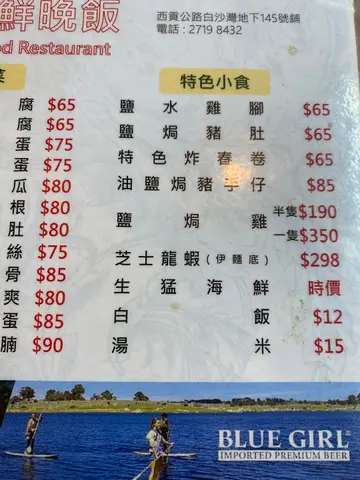 鮮晚飯
西貢公路白沙灣地下145號鋪
電話：2719 8432
od Restaurant
菜
特色小食
腐 $65
腐 $65
蛋 $75
蛋 $75
瓜 $80
根 $80
肚 $80
絲 $75
骨 $85
爽 $80
蛋 $85
腩 $90
鹽水雞腳 $65
鹽焗豬肚 $65
特色炸春卷 $65
油鹽焗豬手仔 $85
鹽焗雞 半隻$190
一隻$350
芝士龍蝦(伊麵底) $298
生猛海鮮 時價
白飯 $12
湯米 $15
BLUE GIRL®
IMPORTED PREMIUM BEER